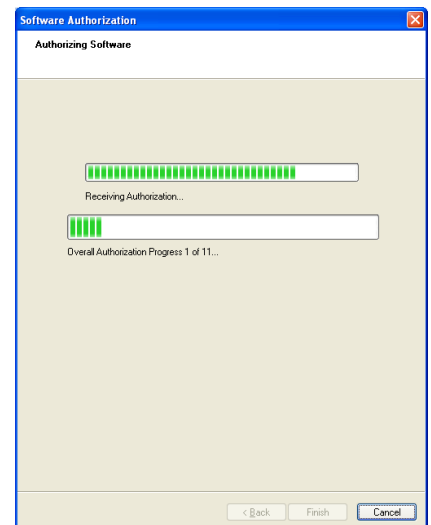 Software Authorization
Authorizing Software
Receiving Authorization...
Overall Authorization Progress 1 of 11...
< Back Finish Cancel